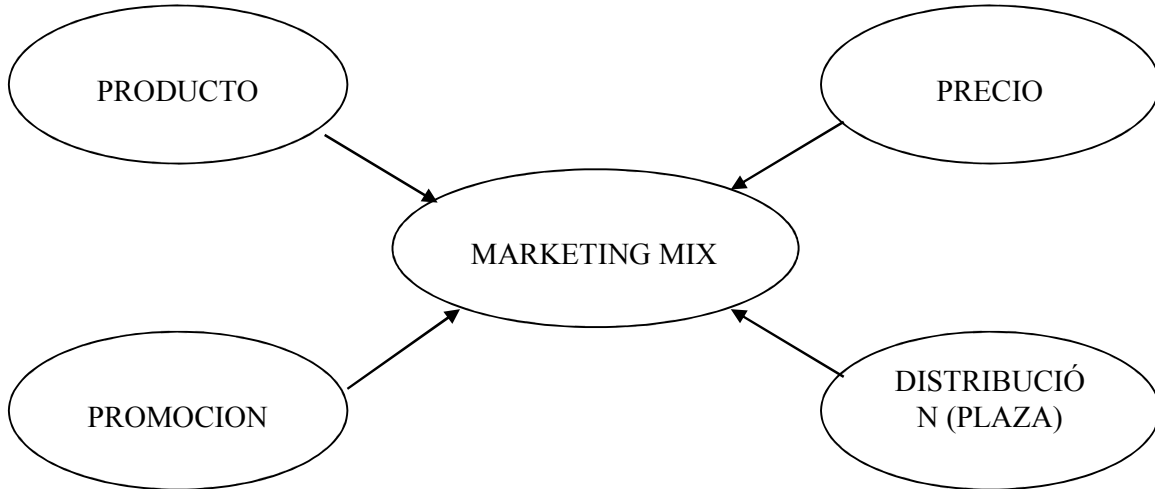 PRODUCTO
PRECIO
MARKETING MIX
PROMOCION
DISTRIBUCIÓ
N (PLAZA)